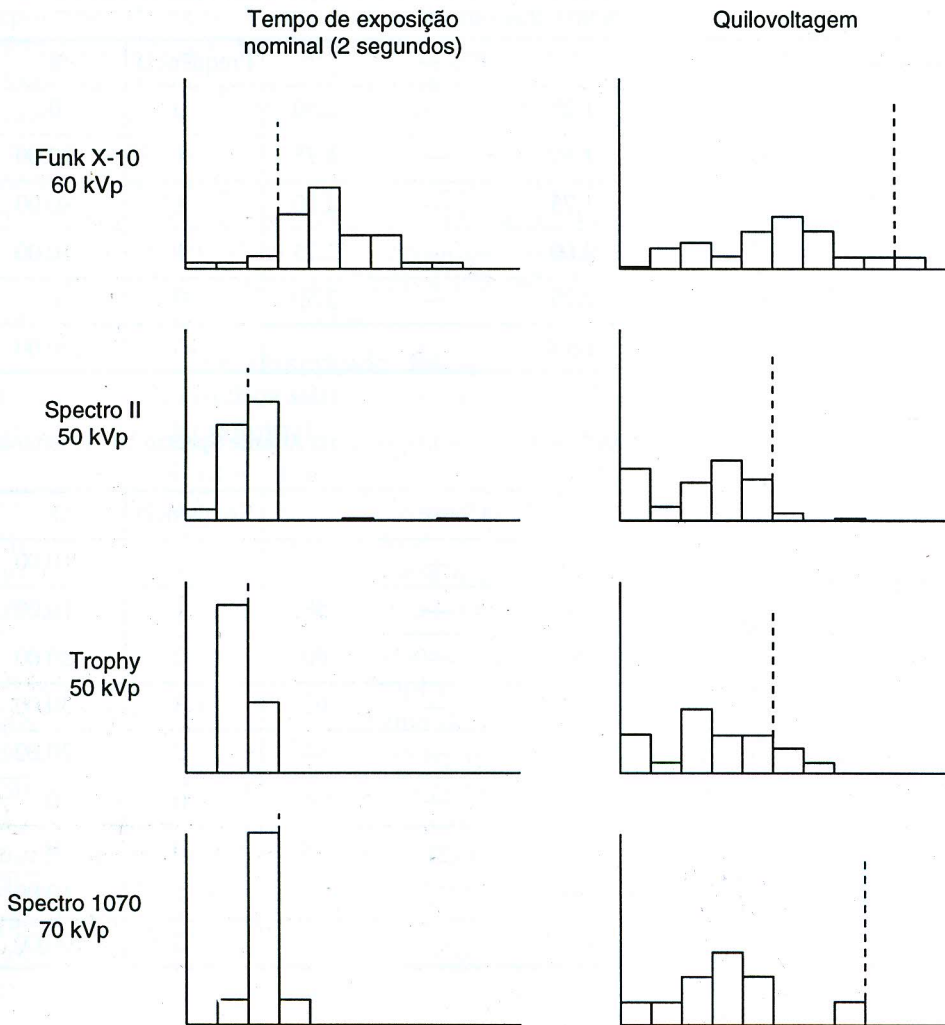 Tempo de exposição
nominal (2 segundos)
Quilovoltagem
Funk X-10
60 kVp
Spectro II
50 kVp
Trophy
50 kVp
Spectro 1070
70 kVp